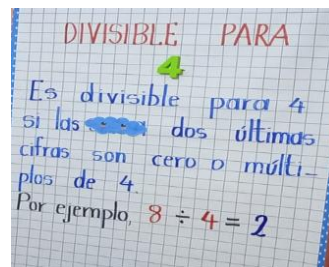 DIVISIBLE PARA
4
Es divisible para 4
si las dos últimas
cifras son cero o múlti-
plos de 4.
Por ejemplo, 8 ÷ 4 = 2